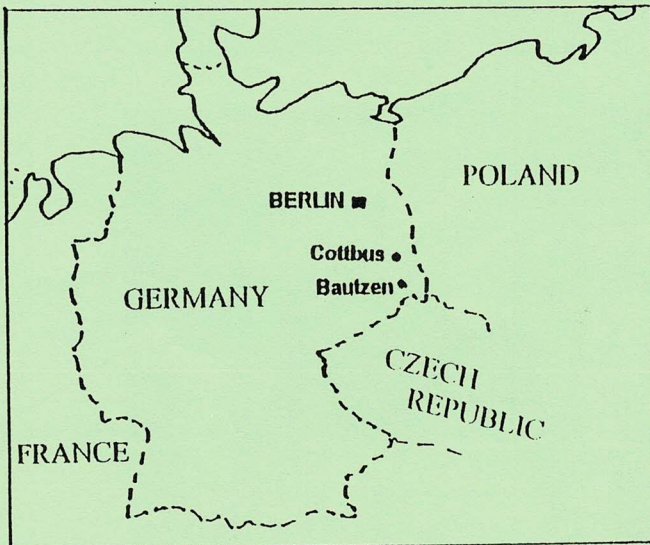 POLAND
BERLIN
Cottbus
Bautzen
GERMANY
CZECH
REPUBLIC
FRANCE